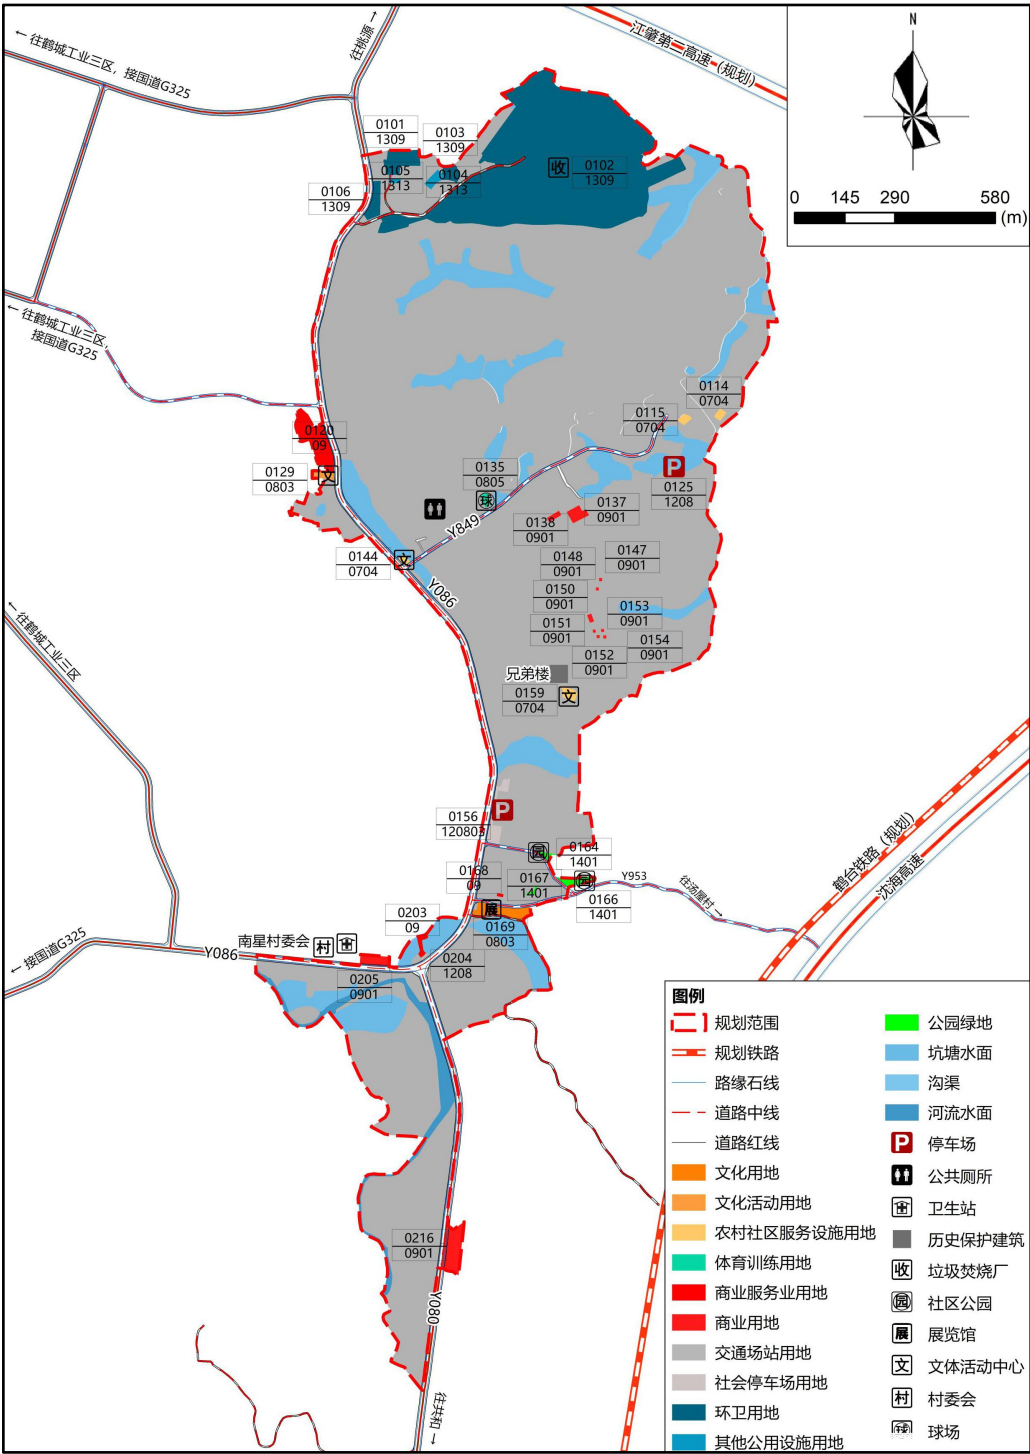 ← 往鹤城工业三区，接国道G325
往桃源 →
江肇第二高速（规划）
N
0 145 290 580
(m)
0101
1309
0103
1309
0105
1313
0104
1313
收
0102
1309
0106
1309
← 往鹤城工业三区，
接国道G325
0114
0704
0115
0704
0120
09
0129
0803
文
0135
0805
球
P
0125
1208
0137
0901
0138
0901
Y849
0144
0704
文
Y086
0148
0901
0147
0901
0150
0901
0153
0901
0151
0901
0154
0901
0152
0901
兄弟楼
0159
0704
文
← 往鹤城工业三区
0156
120803
P
园
0164
1401
0168
09
0167
1401
园
Y953
往汤屋村 →
0166
1401
鹤台铁路（规划）
沈海高速
0203
09
展
0169
0803
南星村委会
村
← 接国道G325
Y086
0204
1208
0205
0901
0216
0901
Y080
往共和 →
图例
规划范围
规划铁路
路缘石线
道路中线
道路红线
文化用地
文化活动用地
农村社区服务设施用地
体育训练用地
商业服务业用地
商业用地
交通场站用地
社会停车场用地
环卫用地
其他公用设施用地
公园绿地
坑塘水面
沟渠
河流水面
P 停车场
公共厕所
卫生站
历史保护建筑
收 垃圾焚烧厂
园 社区公园
展 展览馆
文 文体活动中心
村 村委会
球 球场